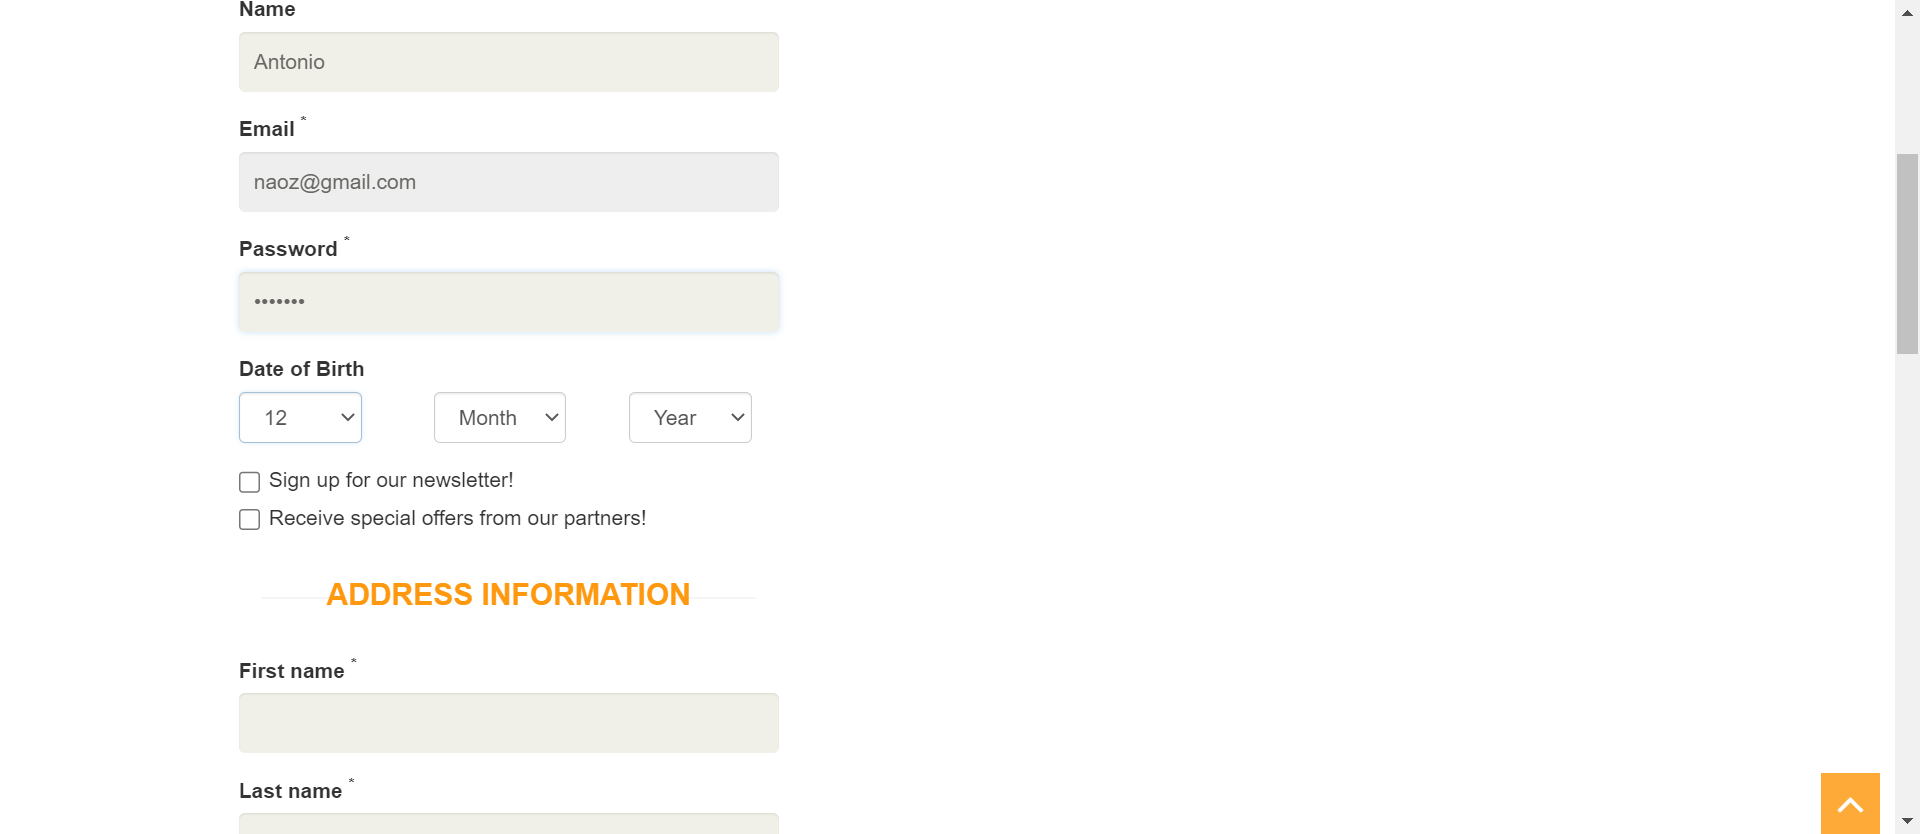 Name
Antonio
Email *
naoz@gmail.com
Password *
•••••••
Date of Birth
12 Month Year
Sign up for our newsletter!
Receive special offers from our partners!
ADDRESS INFORMATION
First name *
Last name *